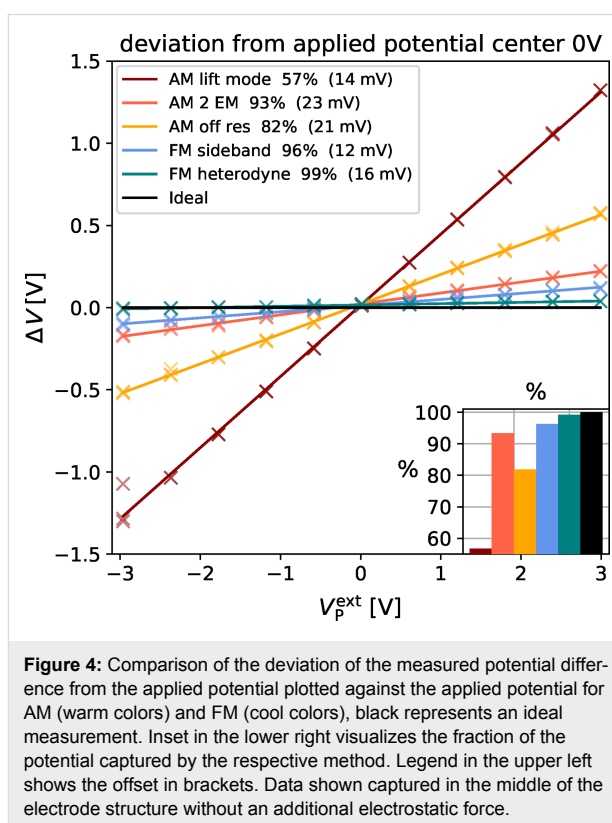 deviation from applied potential center 0V
AM lift mode 57% (14 mV)
AM 2 EM 93% (23 mV)
AM off res 82% (21 mV)
FM sideband 96% (12 mV)
FM heterodyne 99% (16 mV)
Ideal
1.5
1.0
0.5
0.0
−0.5
−1.0
−1.5
ΔV [V]
%
100
90
80
70
60
%
−3 −2 −1 0 1 2 3
V_P^ext [V]
Figure 4: Comparison of the deviation of the measured potential differ-
ence from the applied potential plotted against the applied potential for
AM (warm colors) and FM (cool colors), black represents an ideal
measurement. Inset in the lower right visualizes the fraction of the
potential captured by the respective method. Legend in the upper left
shows the offset in brackets. Data shown captured in the middle of the
electrode structure without an additional electrostatic force.